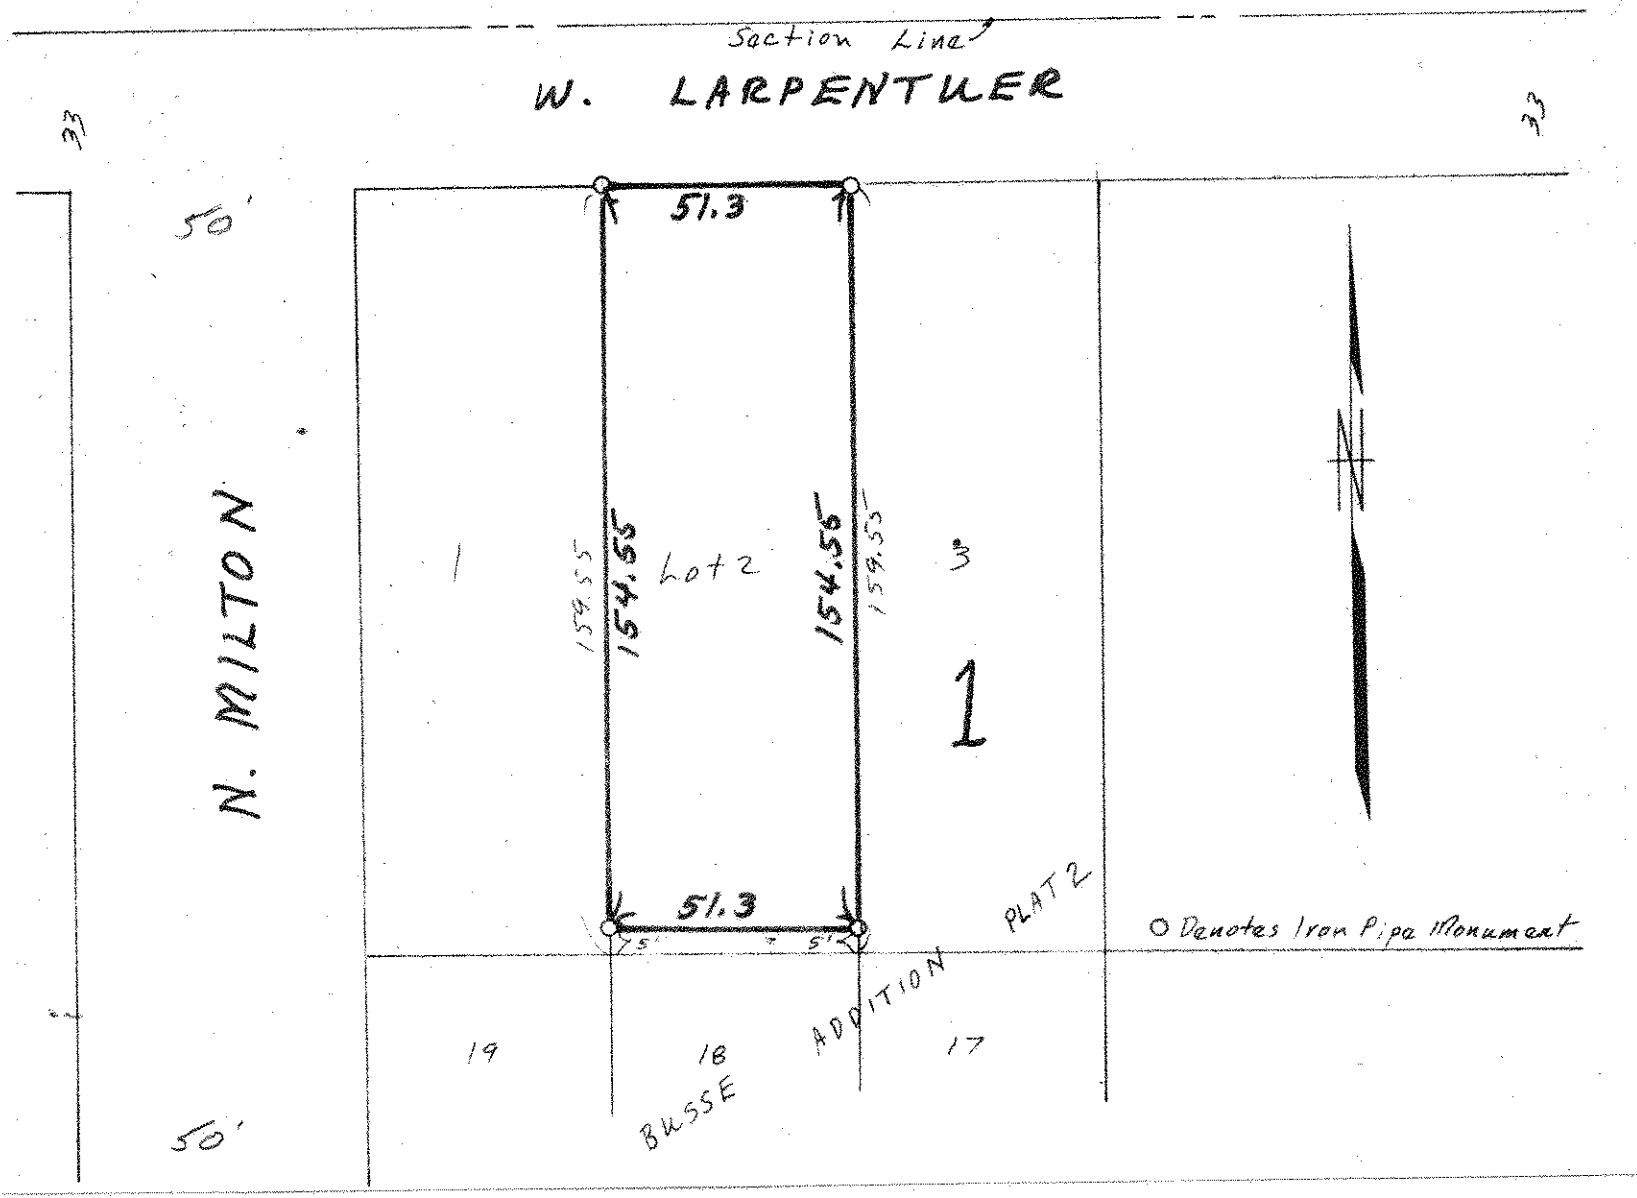 Section Line
W. LARPENTUER
33
33
50'
51.3
N. MILTON
N
1
159.55
154.55
Lot 2
154.55
159.55
3
1
51.3
5'
5'
PLAT 2
O Denotes Iron Pipe Monument
ADDITION
19
18
17
BUSSE
50'